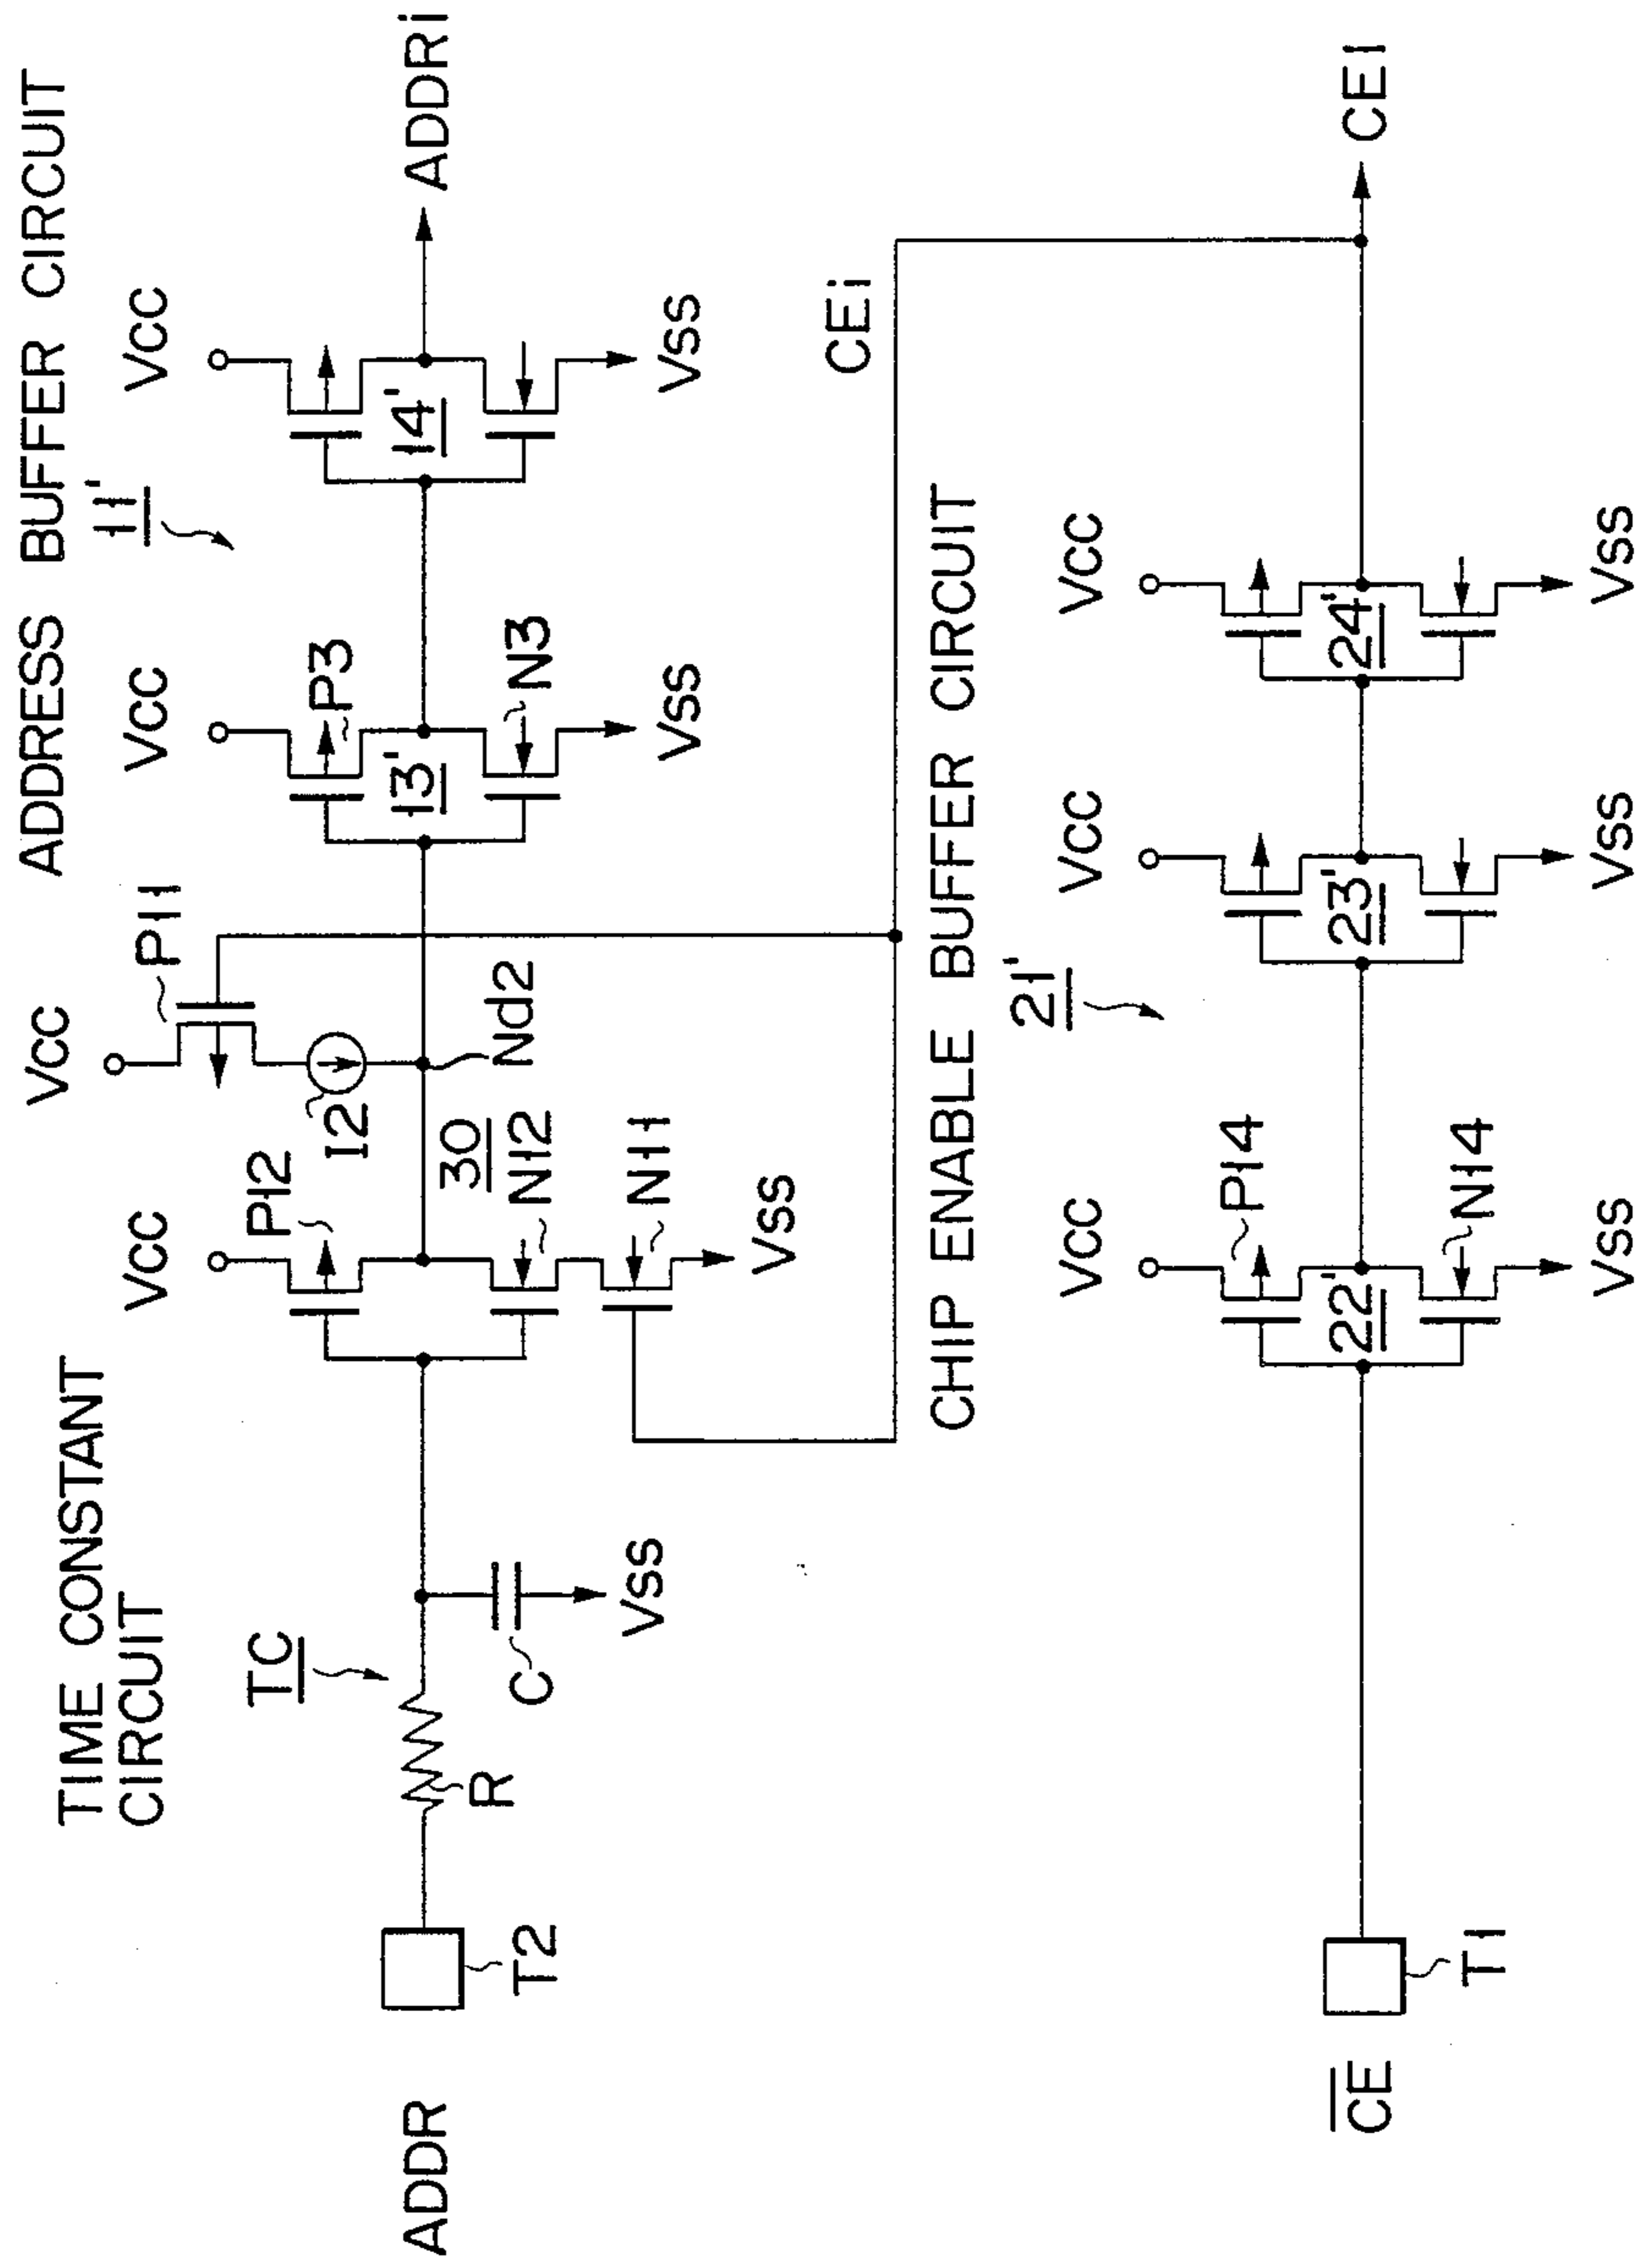 ADDRESS BUFFER CIRCUIT
11'
TIME CONSTANT
CIRCUIT
TC
ADDR
T2
R
C
VSS
VCC
P12
30
N12
N11
VSS
VCC
P11
I2
Nd2
VCC
P3
13'
N3
VSS
VCC
14'
VSS
ADDRi
CEi
CHIP ENABLE BUFFER CIRCUIT
21'
CE
T1
VCC
P14
22'
N14
VSS
VCC
23'
VSS
VCC
24'
VSS
CEi